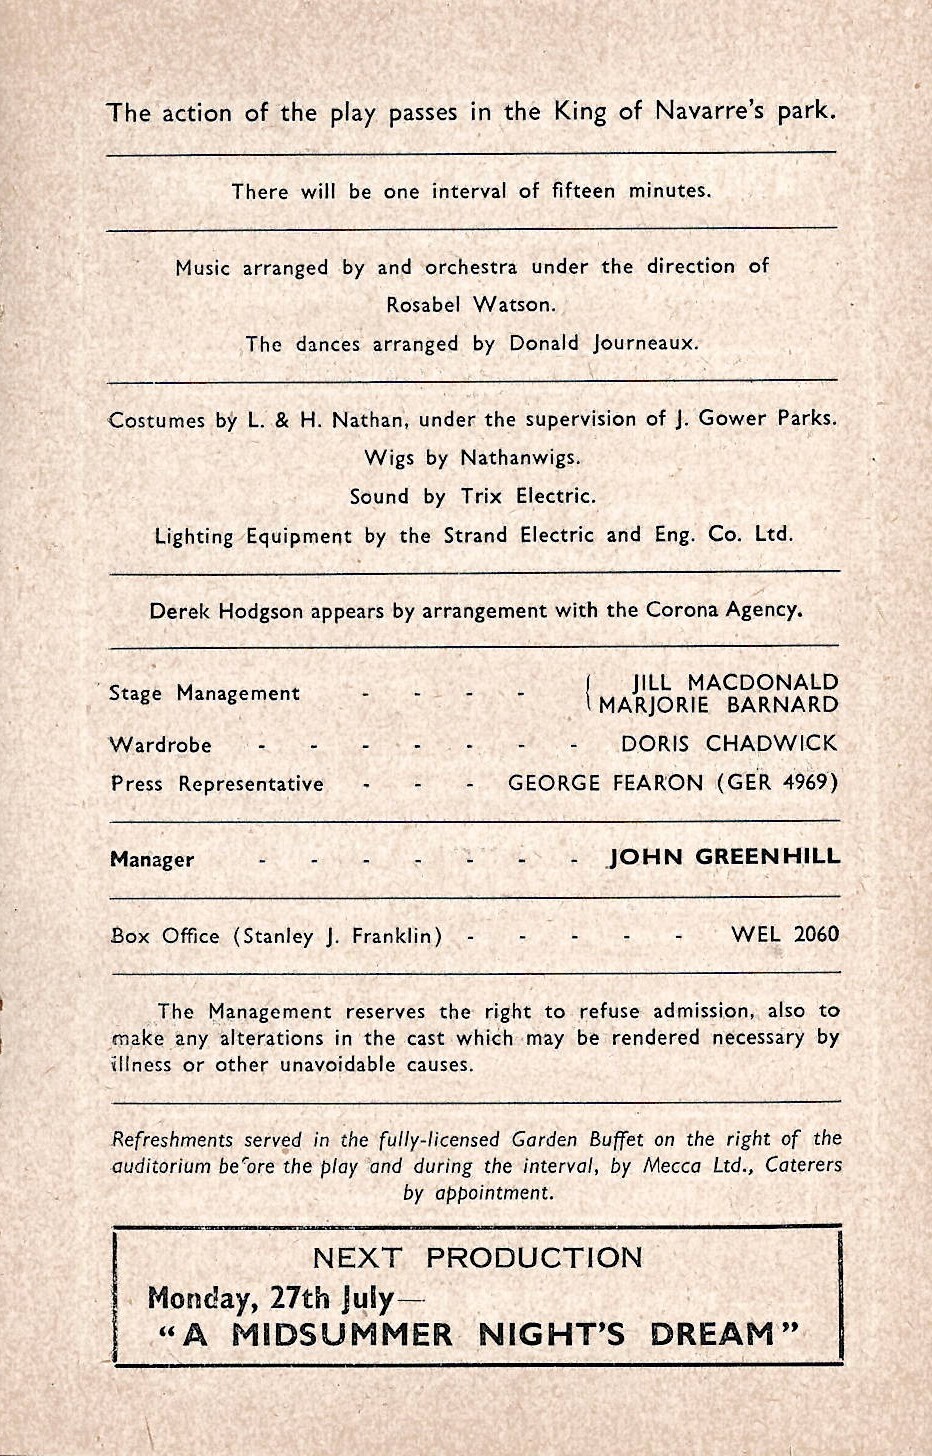 The action of the play passes in the King of Navarre's park.
There will be one interval of fifteen minutes.
Music arranged by and orchestra under the direction of
Rosabel Watson.
The dances arranged by Donald Journeaux.
Costumes by L. & H. Nathan, under the supervision of J. Gower Parks.
Wigs by Nathanwigs.
Sound by Trix Electric.
Lighting Equipment by the Strand Electric and Eng. Co. Ltd.
Derek Hodgson appears by arrangement with the Corona Agency.
Stage Management - - - - { JILL MACDONALD
MARJORIE BARNARD
Wardrobe - - - - - - - DORIS CHADWICK
Press Representative - - - GEORGE FEARON (GER 4969)
Manager - - - - - - - JOHN GREENHILL
Box Office (Stanley J. Franklin) - - - - - WEL 2060
The Management reserves the right to refuse admission, also to
make any alterations in the cast which may be rendered necessary by
illness or other unavoidable causes.
Refreshments served in the fully-licensed Garden Buffet on the right of the
auditorium before the play and during the interval, by Mecca Ltd., Caterers
by appointment.
NEXT PRODUCTION
Monday, 27th July—
"A MIDSUMMER NIGHT'S DREAM"